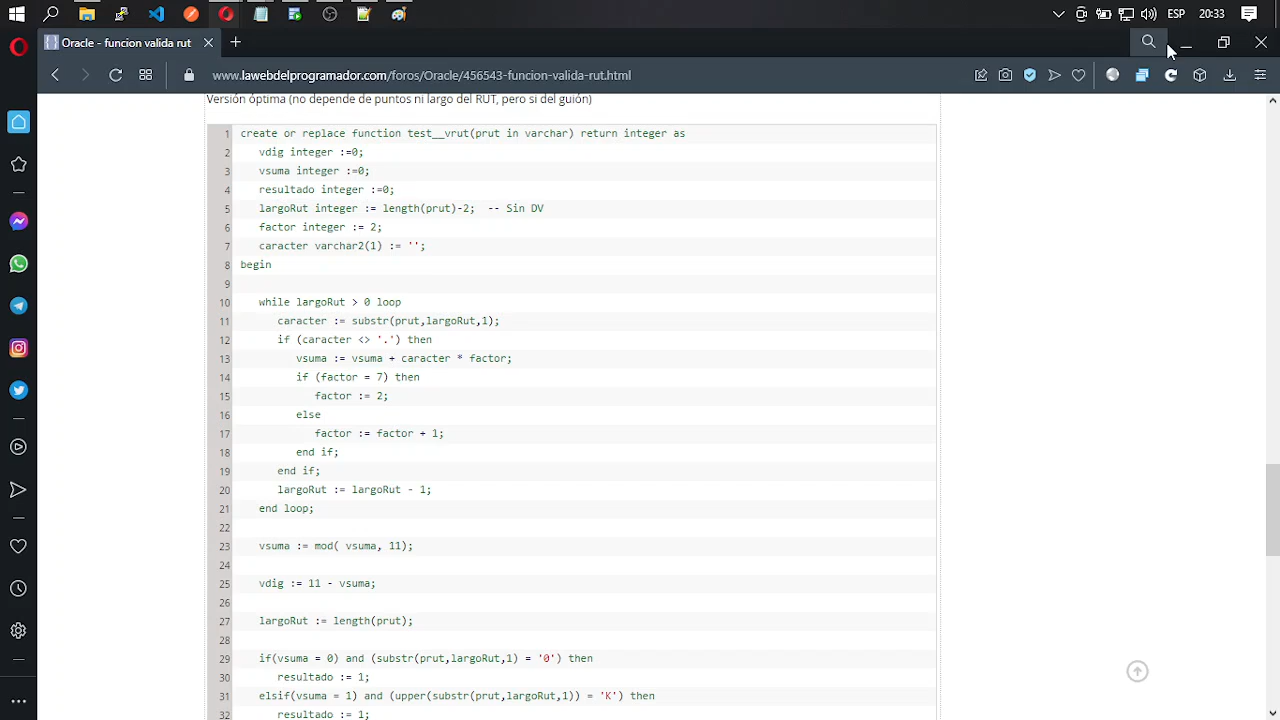 ESP
20:33
Oracle - funcion valida rut
www.lawebdelprogramador.com/foros/Oracle/456543-funcion-valida-rut.html
Versión óptima (no depende de puntos ni largo del RUT, pero si del guión)
1 create or replace function test__vrut(prut in varchar) return integer as
2 vdig integer :=0;
3 vsuma integer :=0;
4 resultado integer :=0;
5 largoRut integer := length(prut)-2;  -- Sin DV
6 factor integer := 2;
7 caracter varchar2(1) := '';
8 begin
9
10 while largoRut > 0 loop
11 caracter := substr(prut,largoRut,1);
12 if (caracter <> '.') then
13 vsuma := vsuma + caracter * factor;
14 if (factor = 7) then
15 factor := 2;
16 else
17 factor := factor + 1;
18 end if;
19 end if;
20 largoRut := largoRut - 1;
21 end loop;
22
23 vsuma := mod( vsuma, 11);
24
25 vdig := 11 - vsuma;
26
27 largoRut := length(prut);
28
29 if(vsuma = 0) and (substr(prut,largoRut,1) = '0') then
30 resultado := 1;
31 elsif(vsuma = 1) and (upper(substr(prut,largoRut,1)) = 'K') then
32 resultado := 1;